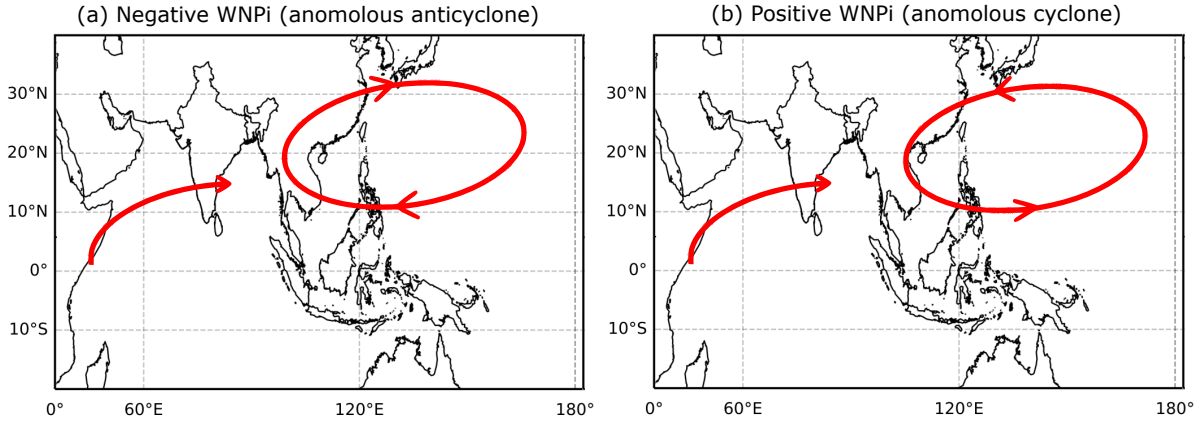 (a) Negative WNPi (anomolous anticyclone)
30°N
20°N
10°N
0°
10°S
0° 60°E 120°E 180°
(b) Positive WNPi (anomolous cyclone)
30°N
20°N
10°N
0°
10°S
0° 60°E 120°E 180°